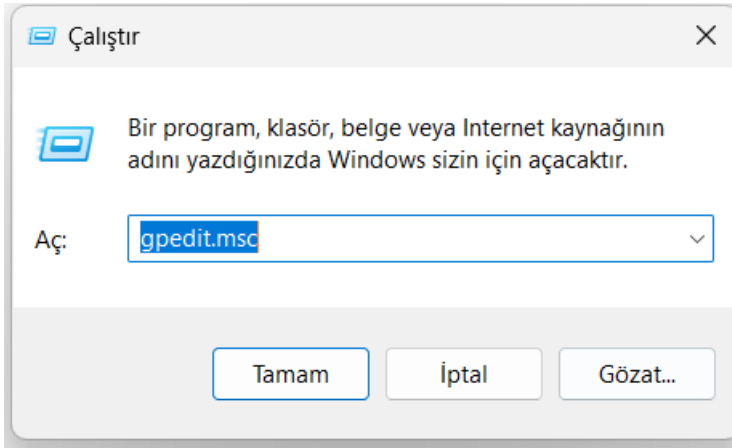 Çalıştır
Bir program, klasör, belge veya Internet kaynağının
adını yazdığınızda Windows sizin için açacaktır.
Aç: gpedit.msc
Tamam İptal Gözat...